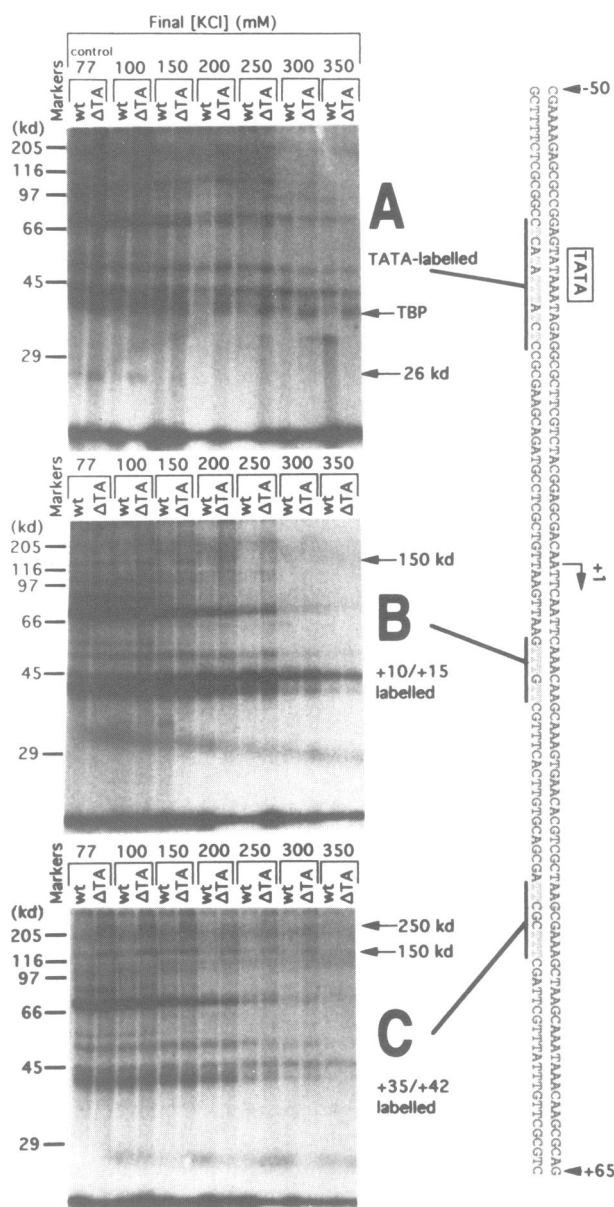 Final [KCl] (mM)
control
Markers 77 100 150 200 250 300 350
wt ΔTA wt ΔTA wt ΔTA wt ΔTA wt ΔTA wt ΔTA wt ΔTA
(kd)
205
116
97
66
45
29
A
TATA-labelled
TBP
26 kd
Markers 77 100 150 200 250 300 350
wt ΔTA wt ΔTA wt ΔTA wt ΔTA wt ΔTA wt ΔTA wt ΔTA
(kd)
205
116
97
66
45
29
150 kd
B
+10/+15
labelled
Markers 77 100 150 200 250 300 350
wt ΔTA wt ΔTA wt ΔTA wt ΔTA wt ΔTA wt ΔTA wt ΔTA
(kd)
205
116
97
66
45
29
250 kd
150 kd
C
+35/+42
labelled
-50
TATA
+1
+65
CGAAAAGAGCGCCGGAGTATAAATAGAGGCGCTTCGTCTACGGAGCGACAATTCAATTCAAACAAGCAAAGTGAACACGTCGCTAAGCGAAAGCTAAGCAAATAAACAAGCGCAG